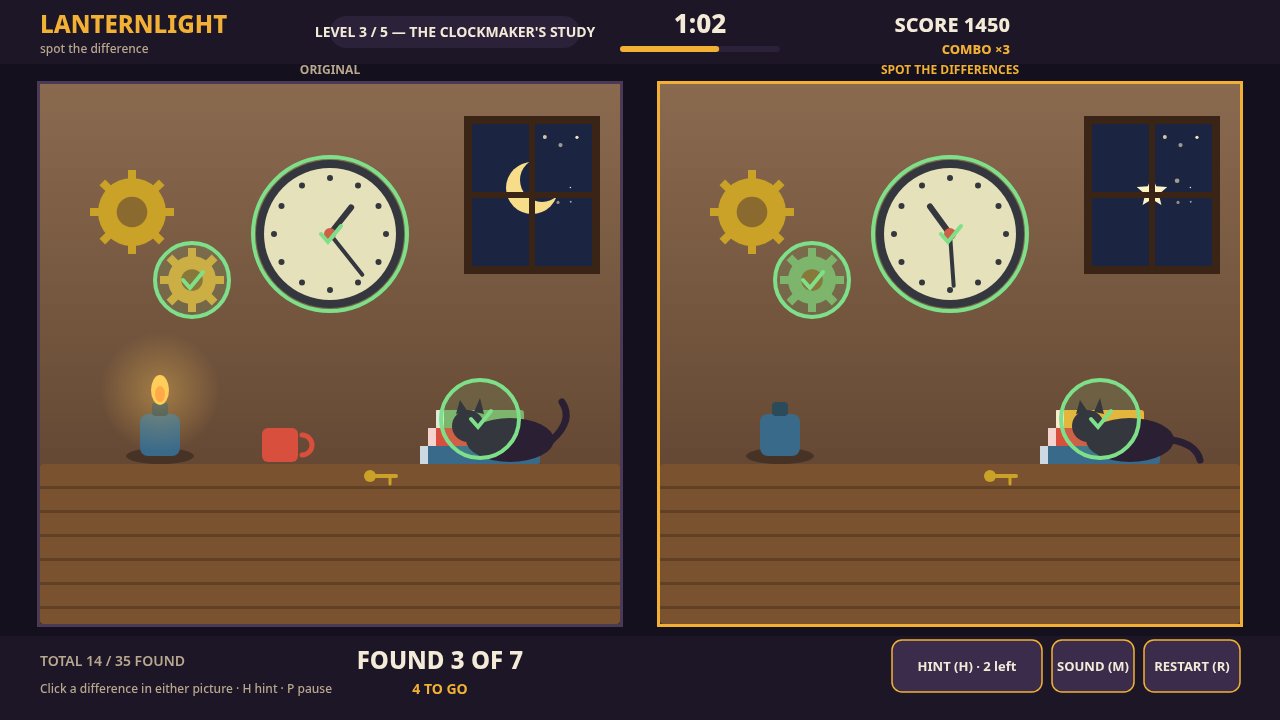 LANTERNLIGHT
spot the difference
LEVEL 3 / 5 — THE CLOCKMAKER'S STUDY
1:02
SCORE 1450
COMBO ×3
ORIGINAL
SPOT THE DIFFERENCES
TOTAL 14 / 35 FOUND
Click a difference in either picture · H hint · P pause
FOUND 3 OF 7
4 TO GO
HINT (H) · 2 left
SOUND (M)
RESTART (R)